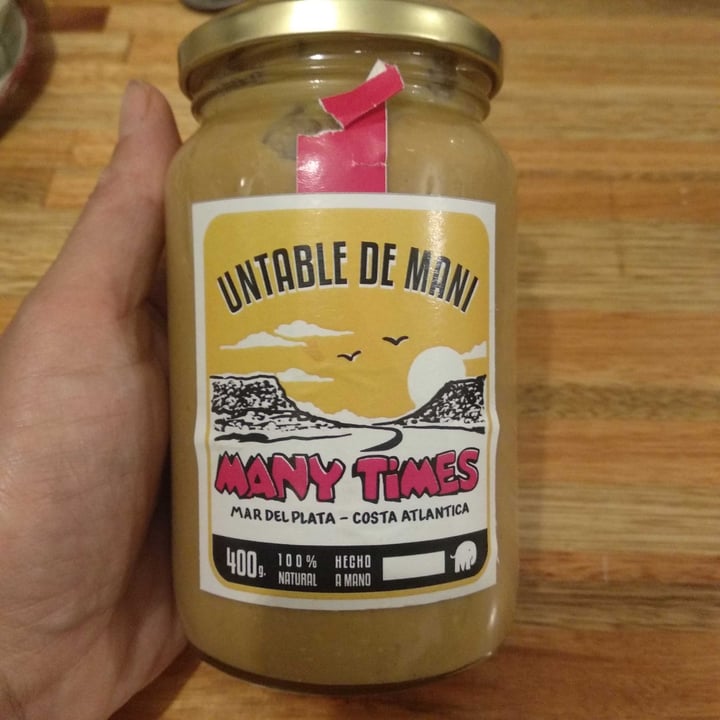 UNTABLE DE MANI
MANY TiMES
MAR DEL PLATA – COSTA ATLANTICA
400g. 100% NATURAL HECHO A MANO